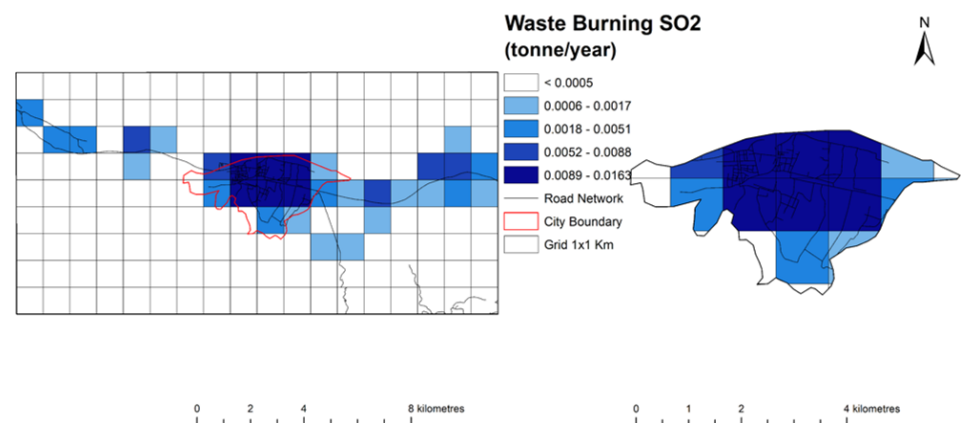 Waste Burning SO2
(tonne/year)
N
< 0.0005
0.0006 - 0.0017
0.0018 - 0.0051
0.0052 - 0.0088
0.0089 - 0.0163
Road Network
City Boundary
Grid 1x1 Km
0 2 4 8 kilometres
0 1 2 4 kilometres